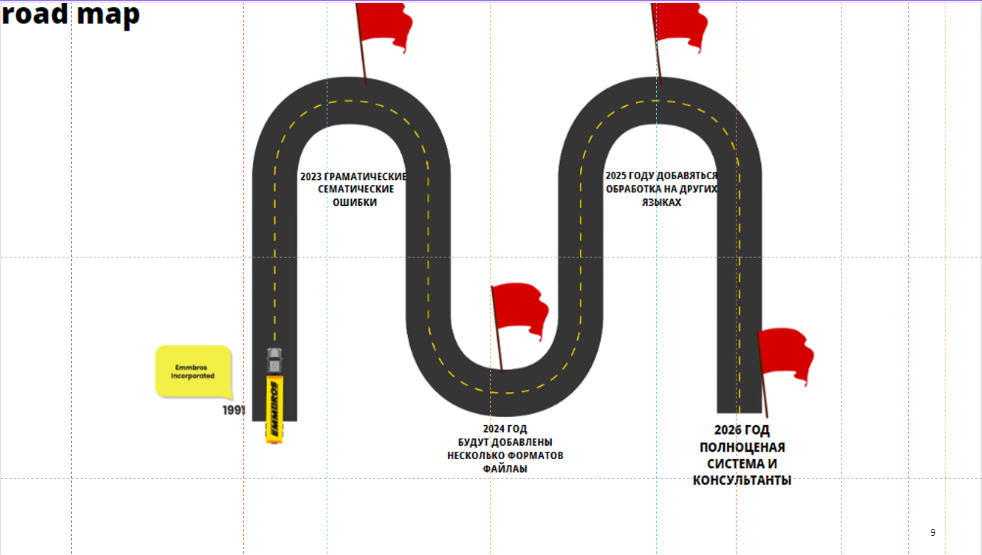 road map
2023 ГРАМАТИЧЕСКИЕ
СЕМАТИЧЕСКИЕ
ОШИБКИ
2025 ГОДУ ДОБАВЯТЬСЯ
ОБРАБОТКА НА ДРУГИХ
ЯЗЫКАХ
Emmbros
Incorporated
1991
EMMBROS
2024 ГОД
БУДУТ ДОБАВЛЕНЫ
НЕСКОЛЬКО ФОРМАТОВ
ФАЙЛАЫ
2026 ГОД
ПОЛНОЦЕНАЯ
СИСТЕМА И
КОНСУЛЬТАНТЫ
9